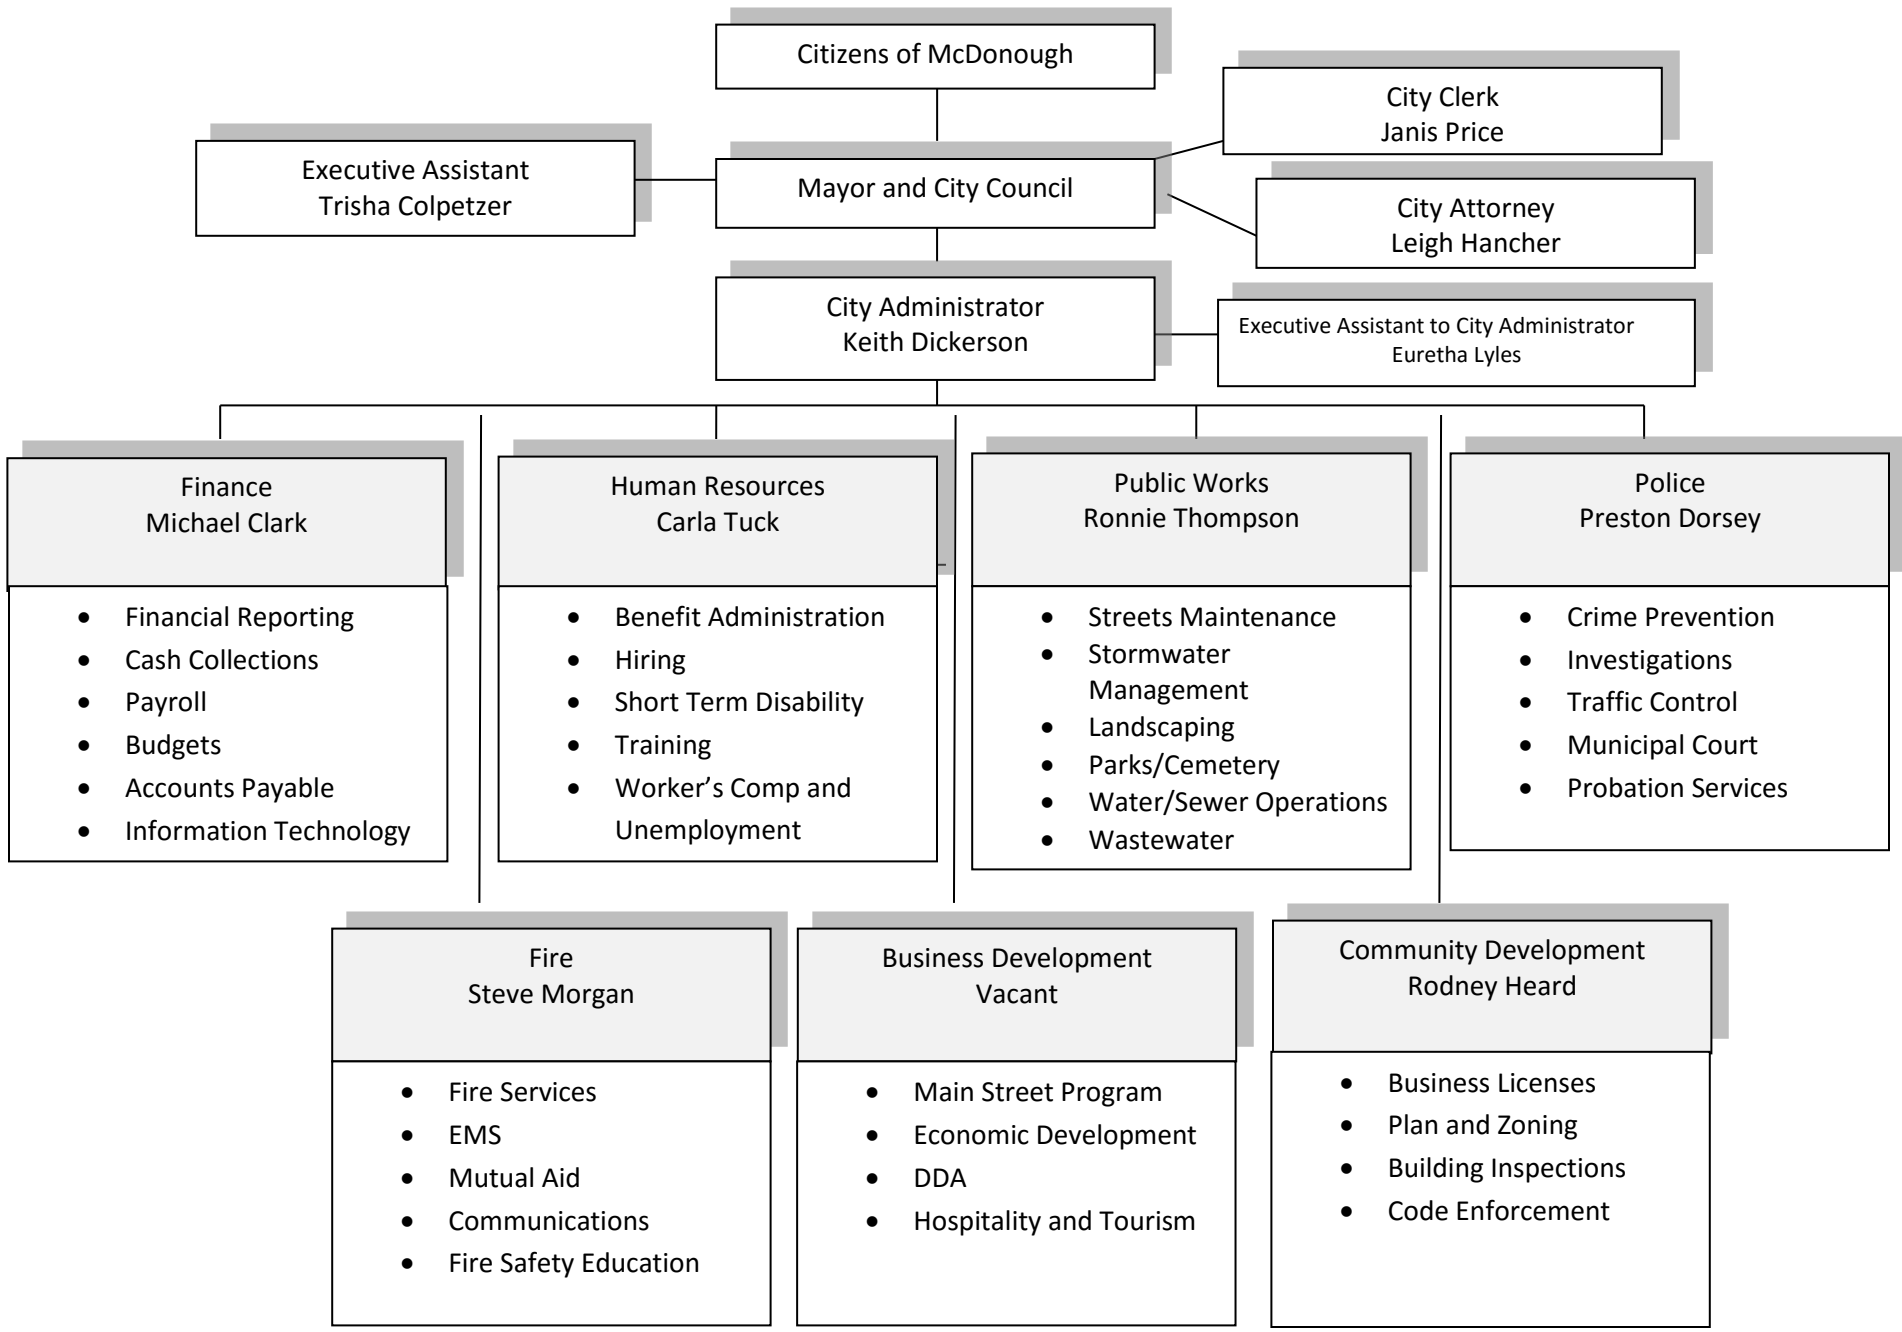 Citizens of McDonough
City Clerk
Janis Price
Executive Assistant
Trisha Colpetzer
Mayor and City Council
City Attorney
Leigh Hancher
City Administrator
Keith Dickerson
Executive Assistant to City Administrator
Euretha Lyles
Finance
Michael Clark
• Financial Reporting
• Cash Collections
• Payroll
• Budgets
• Accounts Payable
• Information Technology
Human Resources
Carla Tuck
• Benefit Administration
• Hiring
• Short Term Disability
• Training
• Worker’s Comp and
Unemployment
Public Works
Ronnie Thompson
• Streets Maintenance
• Stormwater
Management
• Landscaping
• Parks/Cemetery
• Water/Sewer Operations
• Wastewater
Police
Preston Dorsey
• Crime Prevention
• Investigations
• Traffic Control
• Municipal Court
• Probation Services
Fire
Steve Morgan
• Fire Services
• EMS
• Mutual Aid
• Communications
• Fire Safety Education
Business Development
Vacant
• Main Street Program
• Economic Development
• DDA
• Hospitality and Tourism
Community Development
Rodney Heard
• Business Licenses
• Plan and Zoning
• Building Inspections
• Code Enforcement